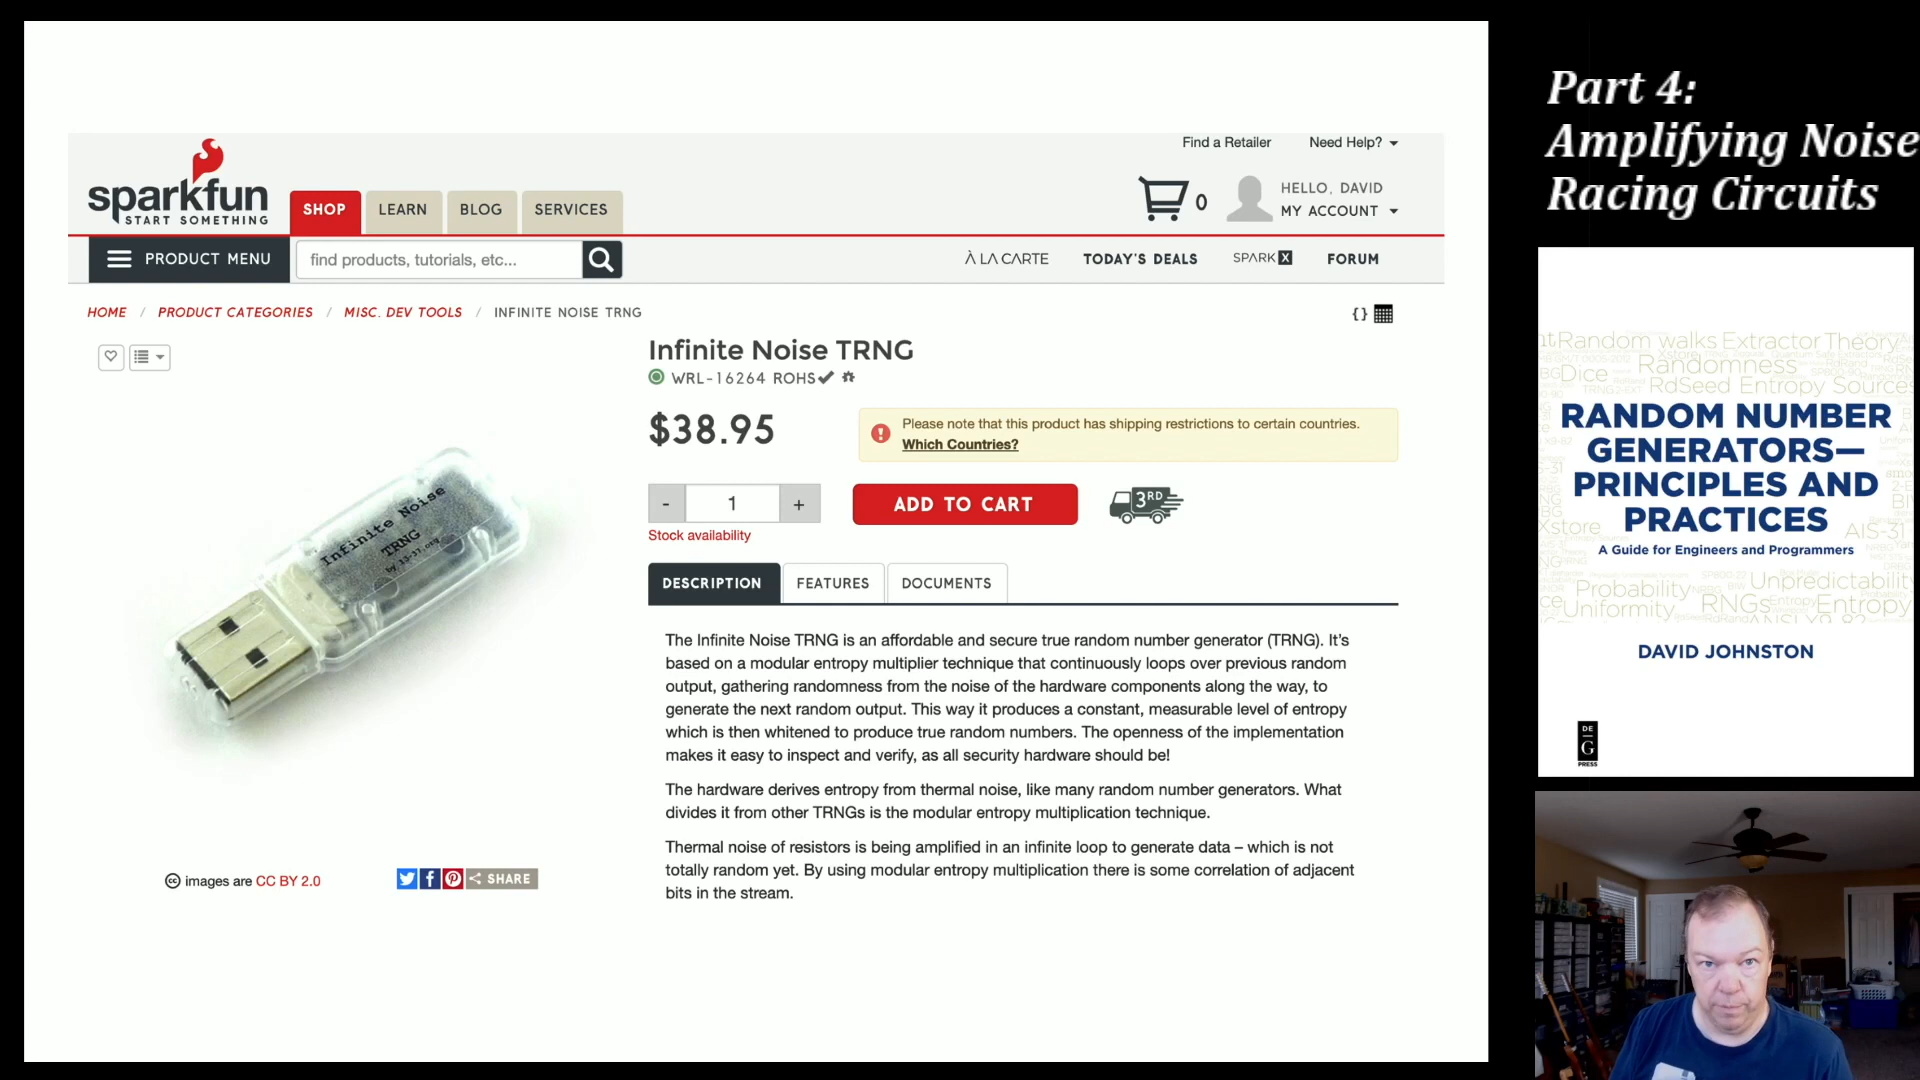 Find a Retailer Need Help?
sparkfun
START SOMETHING
SHOP LEARN BLOG SERVICES
0 HELLO, DAVID
MY ACCOUNT
PRODUCT MENU find products, tutorials, etc... À LA CARTE TODAY'S DEALS SPARK X FORUM
HOME / PRODUCT CATEGORIES / MISC. DEV TOOLS / INFINITE NOISE TRNG {}
Infinite Noise TRNG
WRL-16264 ROHS
$38.95
Please note that this product has shipping restrictions to certain countries.
Which Countries?
- 1 + ADD TO CART 3RD
Stock availability
DESCRIPTION FEATURES DOCUMENTS
The Infinite Noise TRNG is an affordable and secure true random number generator (TRNG). It's
based on a modular entropy multiplier technique that continuously loops over previous random
output, gathering randomness from the noise of the hardware components along the way, to
generate the next random output. This way it produces a constant, measurable level of entropy
which is then whitened to produce true random numbers. The openness of the implementation
makes it easy to inspect and verify, as all security hardware should be!
The hardware derives entropy from thermal noise, like many random number generators. What
divides it from other TRNGs is the modular entropy multiplication technique.
Thermal noise of resistors is being amplified in an infinite loop to generate data – which is not
totally random yet. By using modular entropy multiplication there is some correlation of adjacent
bits in the stream.
Infinite Noise
TRNG
by 13-37.org
cc images are CC BY 2.0 SHARE
Part 4:
Amplifying Noise
Racing Circuits
Random walks Extractor Theory
Randomness
Dice RdSeed Entropy Sources
RANDOM NUMBER
GENERATORS—
PRINCIPLES AND
PRACTICES
Xstore AIS-31
A Guide for Engineers and Programmers
Probability Unpredictability
Uniformity RNGs Entropy
DAVID JOHNSTON
DE
G
PRESS